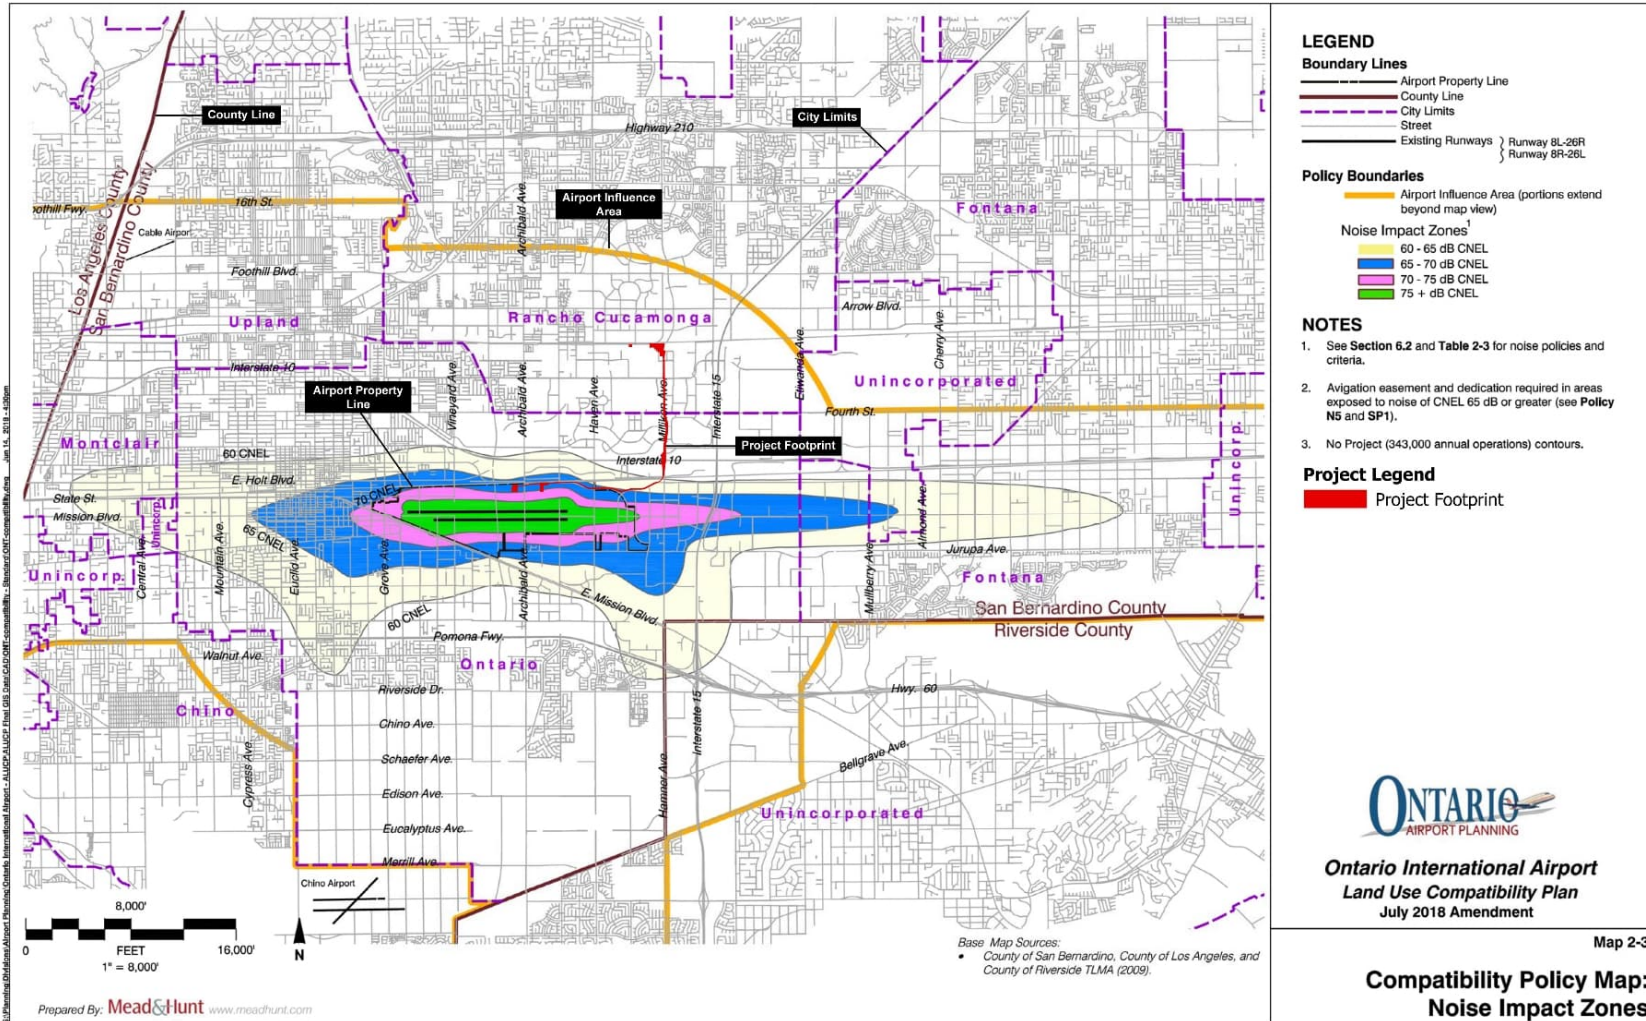 County Line
City Limits
Highway 210
Airport Influence
Area
Los Angeles County
San Bernardino County
oothill Fwy.
16th St.
Cable Airport
Archibald Ave.
Fontana
Foothill Blvd.
Upland
Rancho Cucamonga
Arrow Blvd.
Cherry Ave.
Etiwanda Ave.
Interstate 10
Airport Property
Line
Vineyard Ave.
Archibald Ave.
Haven Ave.
Milliken Ave.
Interstate 15
Unincorporated
Fourth St.
Montclair
60 CNEL
Project Footprint
Interstate 10
Unincorp.
State St.
E. Holt Blvd.
70 CNEL
Mission Blvd.
Unincorp.
65 CNEL
Central Ave.
Mountain Ave.
Euclid Ave.
Grove Ave.
Archibald Ave.
Mullberry Ave.
Almond Ave.
Jurupa Ave.
Unincorp.
Fontana
60 CNEL
E. Mission Blvd.
San Bernardino County
Riverside County
Pomona Fwy.
Walnut Ave.
Ontario
Riverside Dr.
Hwy. 60
Chino
Chino Ave.
Interstate 15
Schaefer Ave.
Bellgrave Ave.
Cypress Ave.
Edison Ave.
Hamner Ave.
Unincorporated
Eucalyptus Ave.
Merrill Ave.
Chino Airport
8,000'
0 FEET 16,000'
1" = 8,000'
N
Base Map Sources:
• County of San Bernardino, County of Los Angeles, and
County of Riverside TLMA (2009).
Prepared By: Mead&Hunt www.meadhunt.com
LEGEND
Boundary Lines
Airport Property Line
County Line
City Limits
Street
Existing Runways } Runway 8L-26R
Runway 8R-26L
Policy Boundaries
Airport Influence Area (portions extend
beyond map view)
Noise Impact Zones 1
60 - 65 dB CNEL
65 - 70 dB CNEL
70 - 75 dB CNEL
75 + dB CNEL
NOTES
1. See Section 6.2 and Table 2-3 for noise policies and
criteria.
2. Avigation easement and dedication required in areas
exposed to noise of CNEL 65 dB or greater (see Policy
N5 and SP1).
3. No Project (343,000 annual operations) contours.
Project Legend
Project Footprint
ONTARIO
AIRPORT PLANNING
Ontario International Airport
Land Use Compatibility Plan
July 2018 Amendment
Map 2-3
Compatibility Policy Map:
Noise Impact Zones